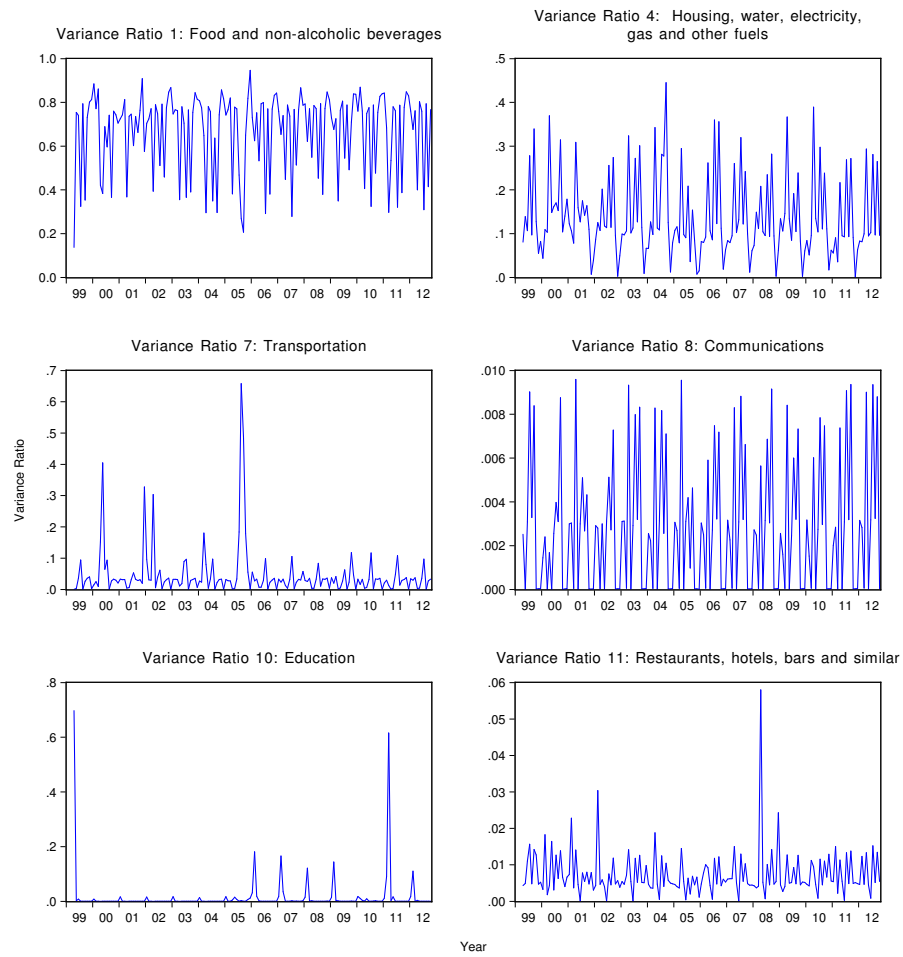 Variance Ratio 1: Food and non-alcoholic beverages
1.0
0.8
0.6
0.4
0.2
0.0
99 00 01 02 03 04 05 06 07 08 09 10 11 12
Variance Ratio 4: Housing, water, electricity,
gas and other fuels
.5
.4
.3
.2
.1
.0
99 00 01 02 03 04 05 06 07 08 09 10 11 12
Variance Ratio 7: Transportation
.7
.6
.5
.4
.3
.2
.1
.0
99 00 01 02 03 04 05 06 07 08 09 10 11 12
Variance Ratio
Variance Ratio 8: Communications
.010
.008
.006
.004
.002
.000
99 00 01 02 03 04 05 06 07 08 09 10 11 12
Variance Ratio 10: Education
.8
.6
.4
.2
.0
99 00 01 02 03 04 05 06 07 08 09 10 11 12
Variance Ratio 11: Restaurants, hotels, bars and similar
.06
.05
.04
.03
.02
.01
.00
99 00 01 02 03 04 05 06 07 08 09 10 11 12
Year